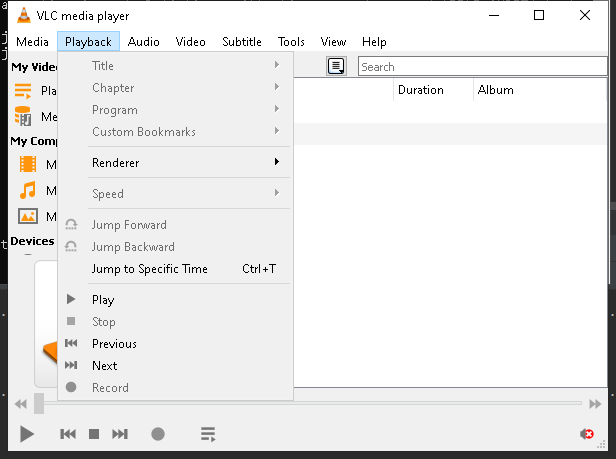 VLC media player
Media Playback Audio Video Subtitle Tools View Help
My Vide
Title
Search
Chapter
Duration Album
Pla
Program
Me
Custom Bookmarks
My Comp
Renderer
M
M
Speed
M
Jump Forward
Devices
Jump Backward
Jump to Specific Time Ctrl+T
Play
Stop
Previous
Next
Record